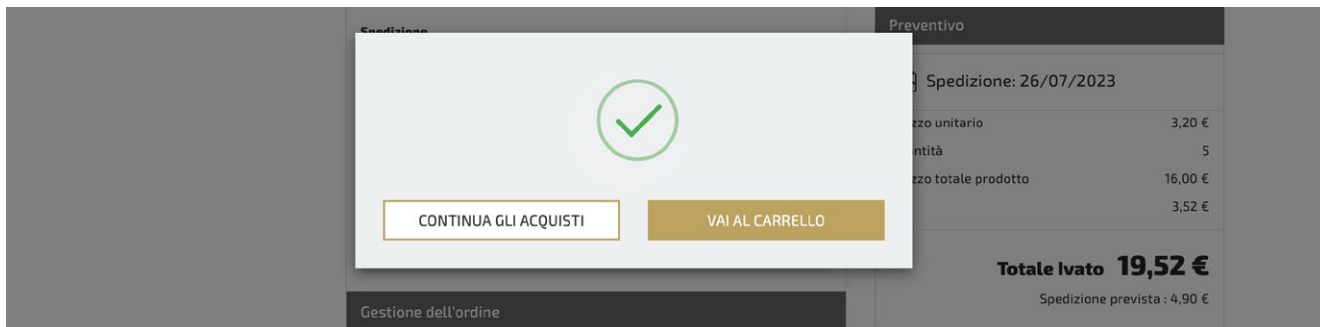 Spedizione
Preventivo
Spedizione: 26/07/2023
zzo unitario 3,20 €
ntità 5
zzo totale prodotto 16,00 €
3,52 €
CONTINUA GLI ACQUISTI
VAI AL CARRELLO
Totale Ivato 19,52 €
Spedizione prevista : 4,90 €
Gestione dell'ordine